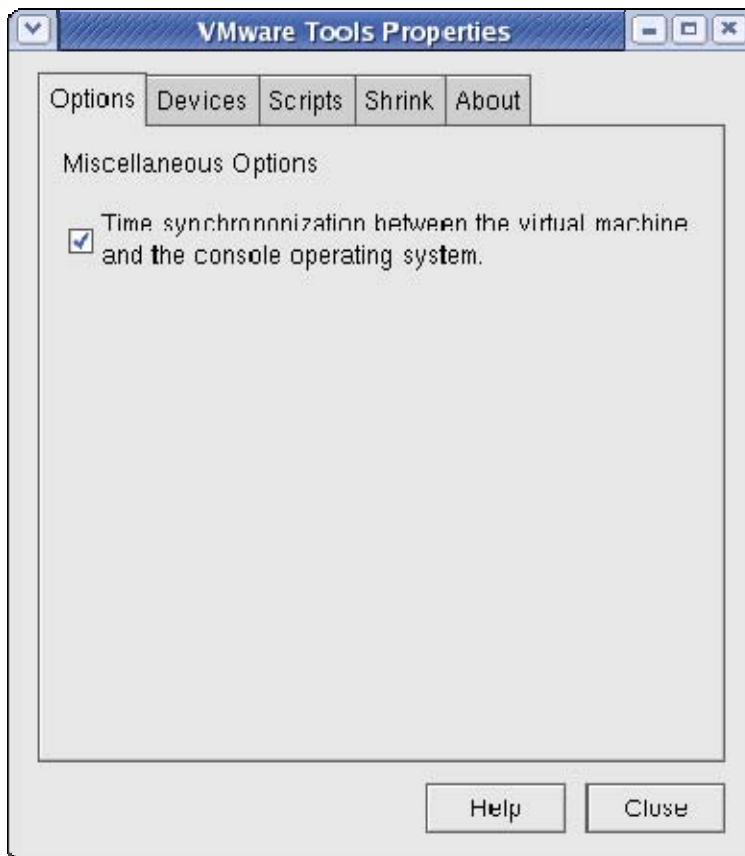 VMware Tools Properties
Options Devices Scripts Shrink About
Miscellaneous Options
Time synchrononization between the virtual machine
and the console operating system.
Help Close